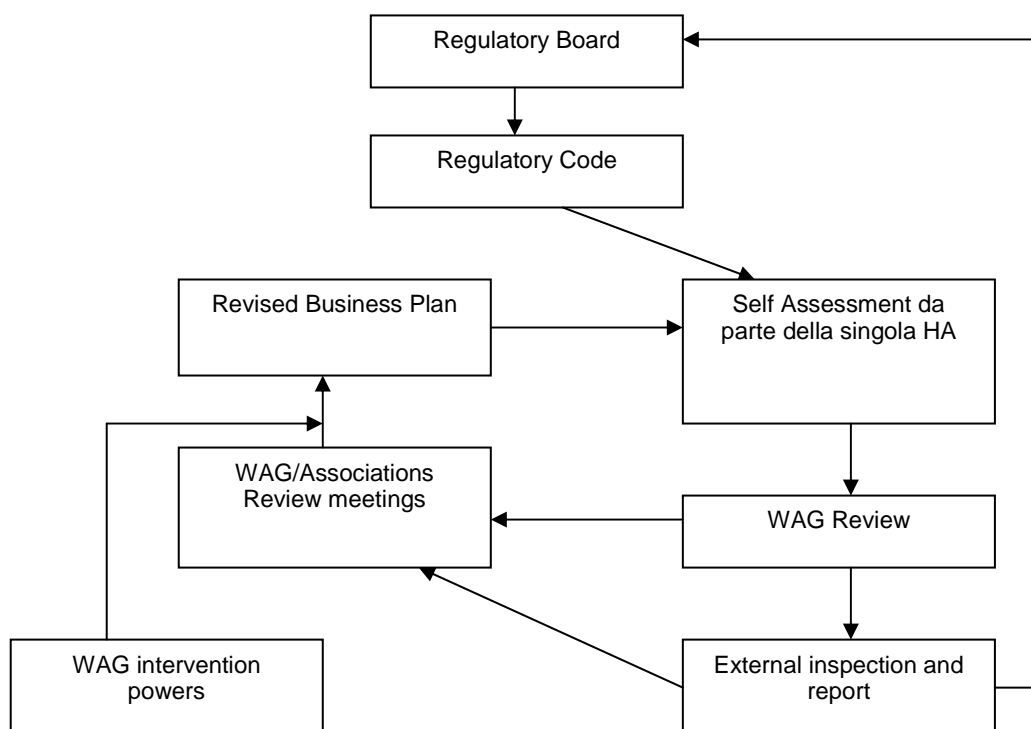 Regulatory Board
Regulatory Code
Revised Business Plan
Self Assessment da
parte della singola HA
WAG/Associations
Review meetings
WAG Review
WAG intervention
powers
External inspection and
report